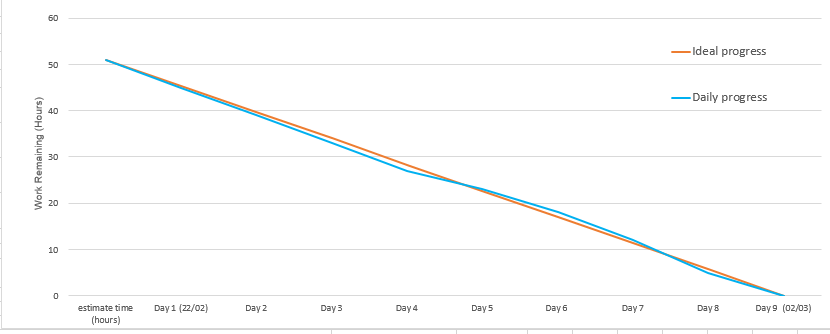 60
50
40
30
20
10
0
Work Remaining (Hours)
Ideal progress
Daily progress
estimate time (hours)
Day 1 (22/02)
Day 2
Day 3
Day 4
Day 5
Day 6
Day 7
Day 8
Day 9 (02/03)